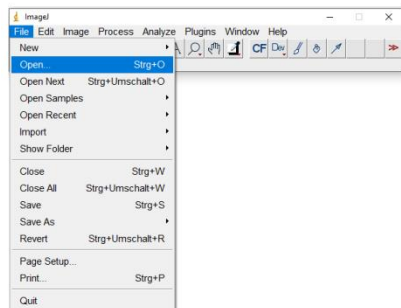 ImageJ
File Edit Image Process Analyze Plugins Window Help
New
CF Dev
Open... Strg+O
Open Next Strg+Umschalt+O
Open Samples
Open Recent
Import
Show Folder
Close Strg+W
Close All Strg+Umschalt+W
Save Strg+S
Save As
Revert Strg+Umschalt+R
Page Setup...
Print... Strg+P
Quit